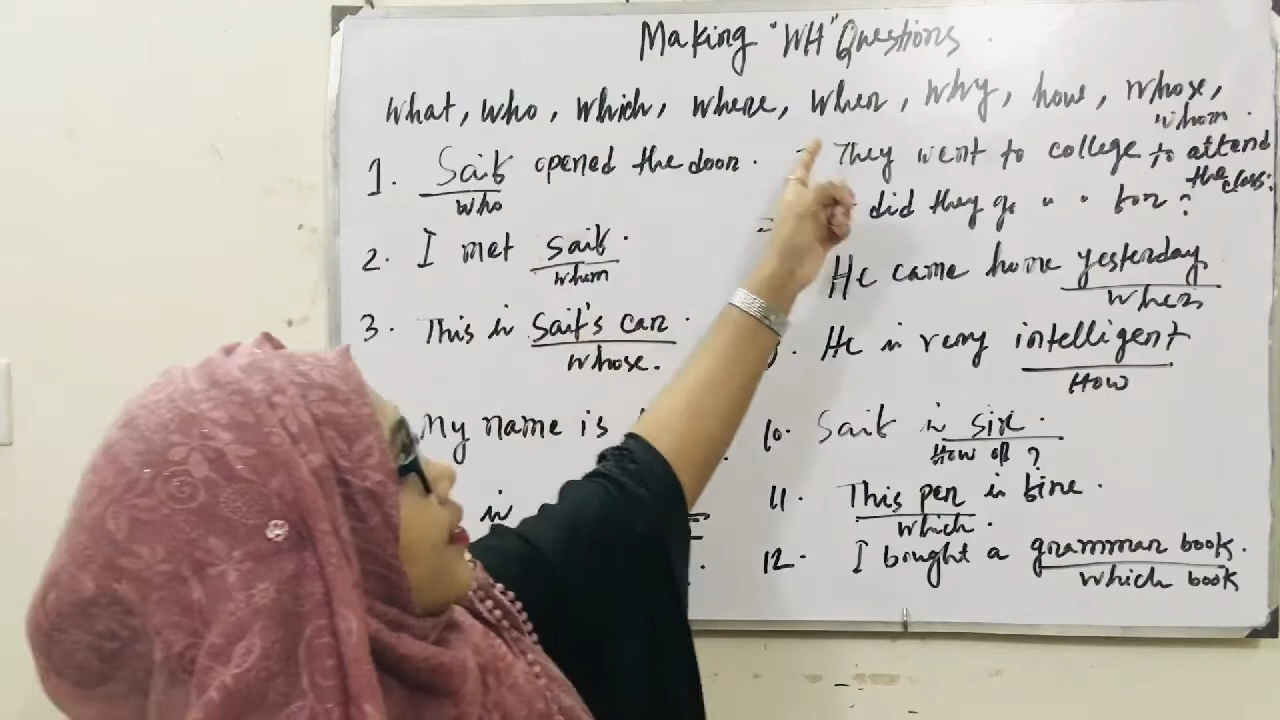 Making "WH" Questions.
What, who, which, where, when, why, how, whose,
whom.
1. Saif opened the door.
who
2. I met saif.
whom
3. This is Saif's car.
whose.
My name is
is
They went to college to attend
the class.
did they go " " for?
He came home yesterday
when
He is very intelligent
How
10. Saif is six.
How old ?
11. This pen is fine.
which.
12. I bought a grammar book.
which book